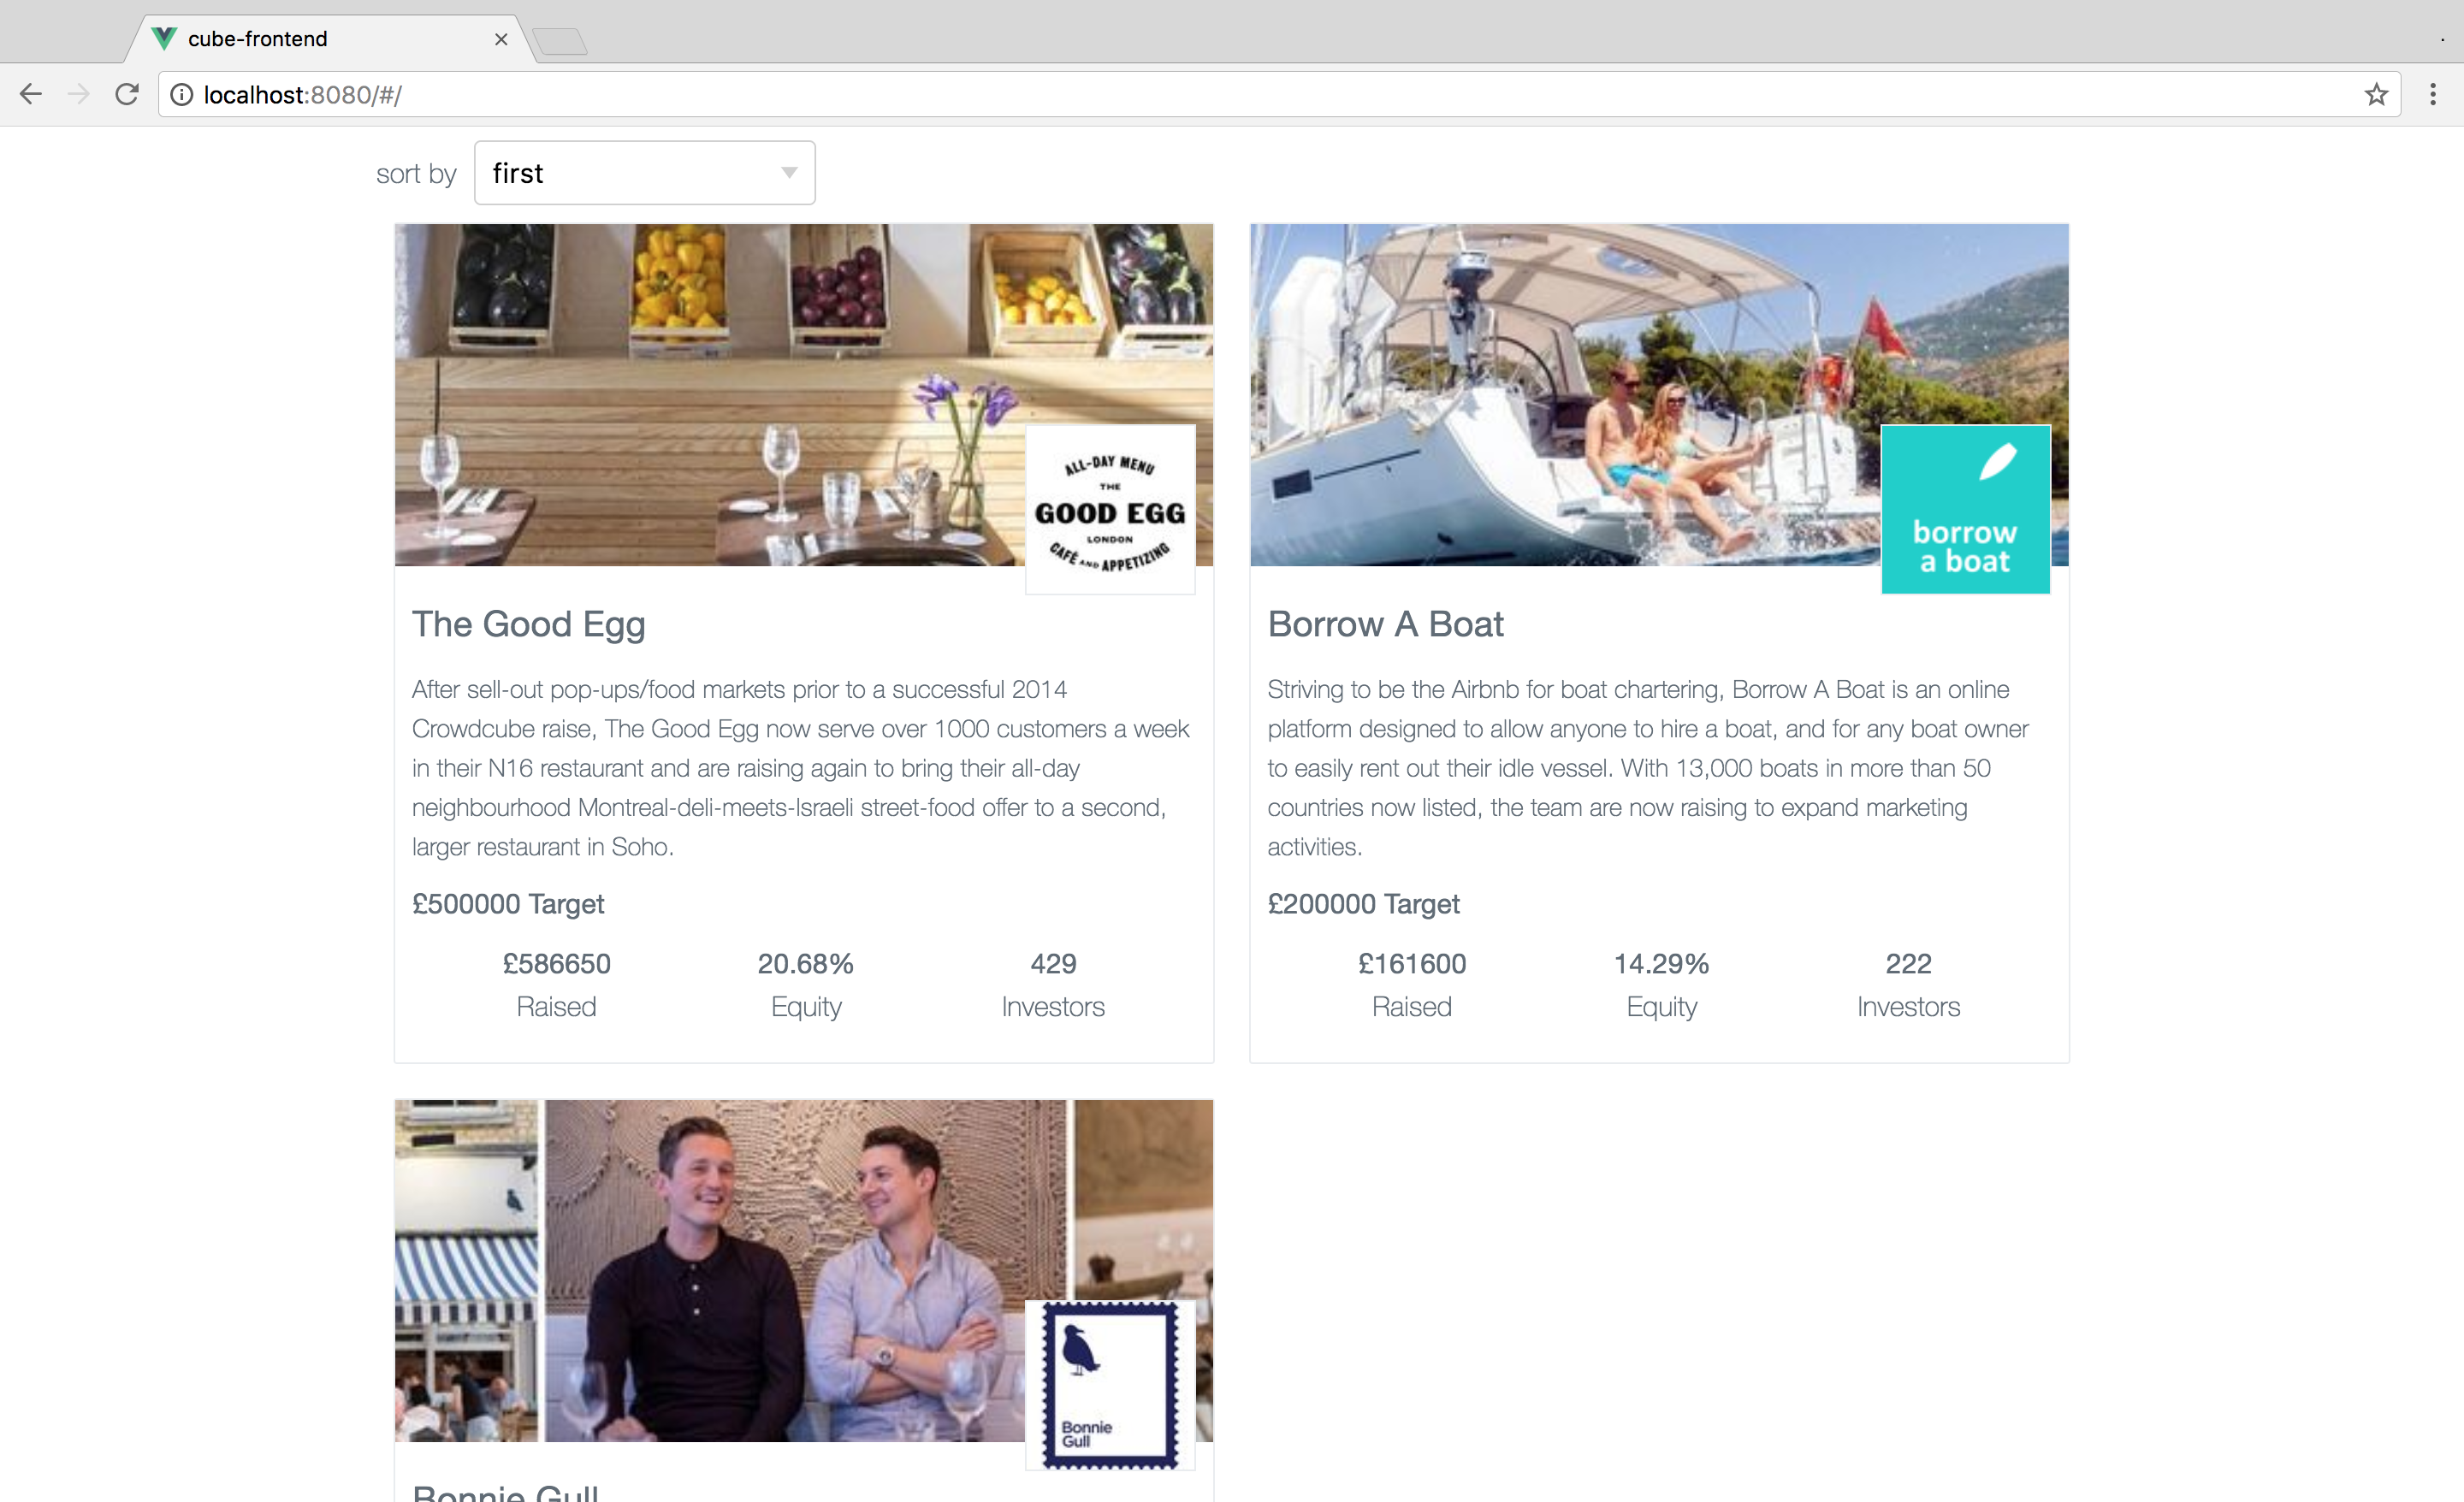 cube-frontend
localhost:8080/#/
sort by first
ALL-DAY MENU
THE
GOOD EGG
LONDON
CAFÉ AND APPETIZING
The Good Egg
After sell-out pop-ups/food markets prior to a successful 2014
Crowdcube raise, The Good Egg now serve over 1000 customers a week
in their N16 restaurant and are raising again to bring their all-day
neighbourhood Montreal-deli-meets-Israeli street-food offer to a second,
larger restaurant in Soho.
£500000 Target
£586650 20.68% 429
Raised Equity Investors
borrow
a boat
Borrow A Boat
Striving to be the Airbnb for boat chartering, Borrow A Boat is an online
platform designed to allow anyone to hire a boat, and for any boat owner
to easily rent out their idle vessel. With 13,000 boats in more than 50
countries now listed, the team are now raising to expand marketing
activities.
£200000 Target
£161600 14.29% 222
Raised Equity Investors
Bonnie
Gull
Bonnie Gull